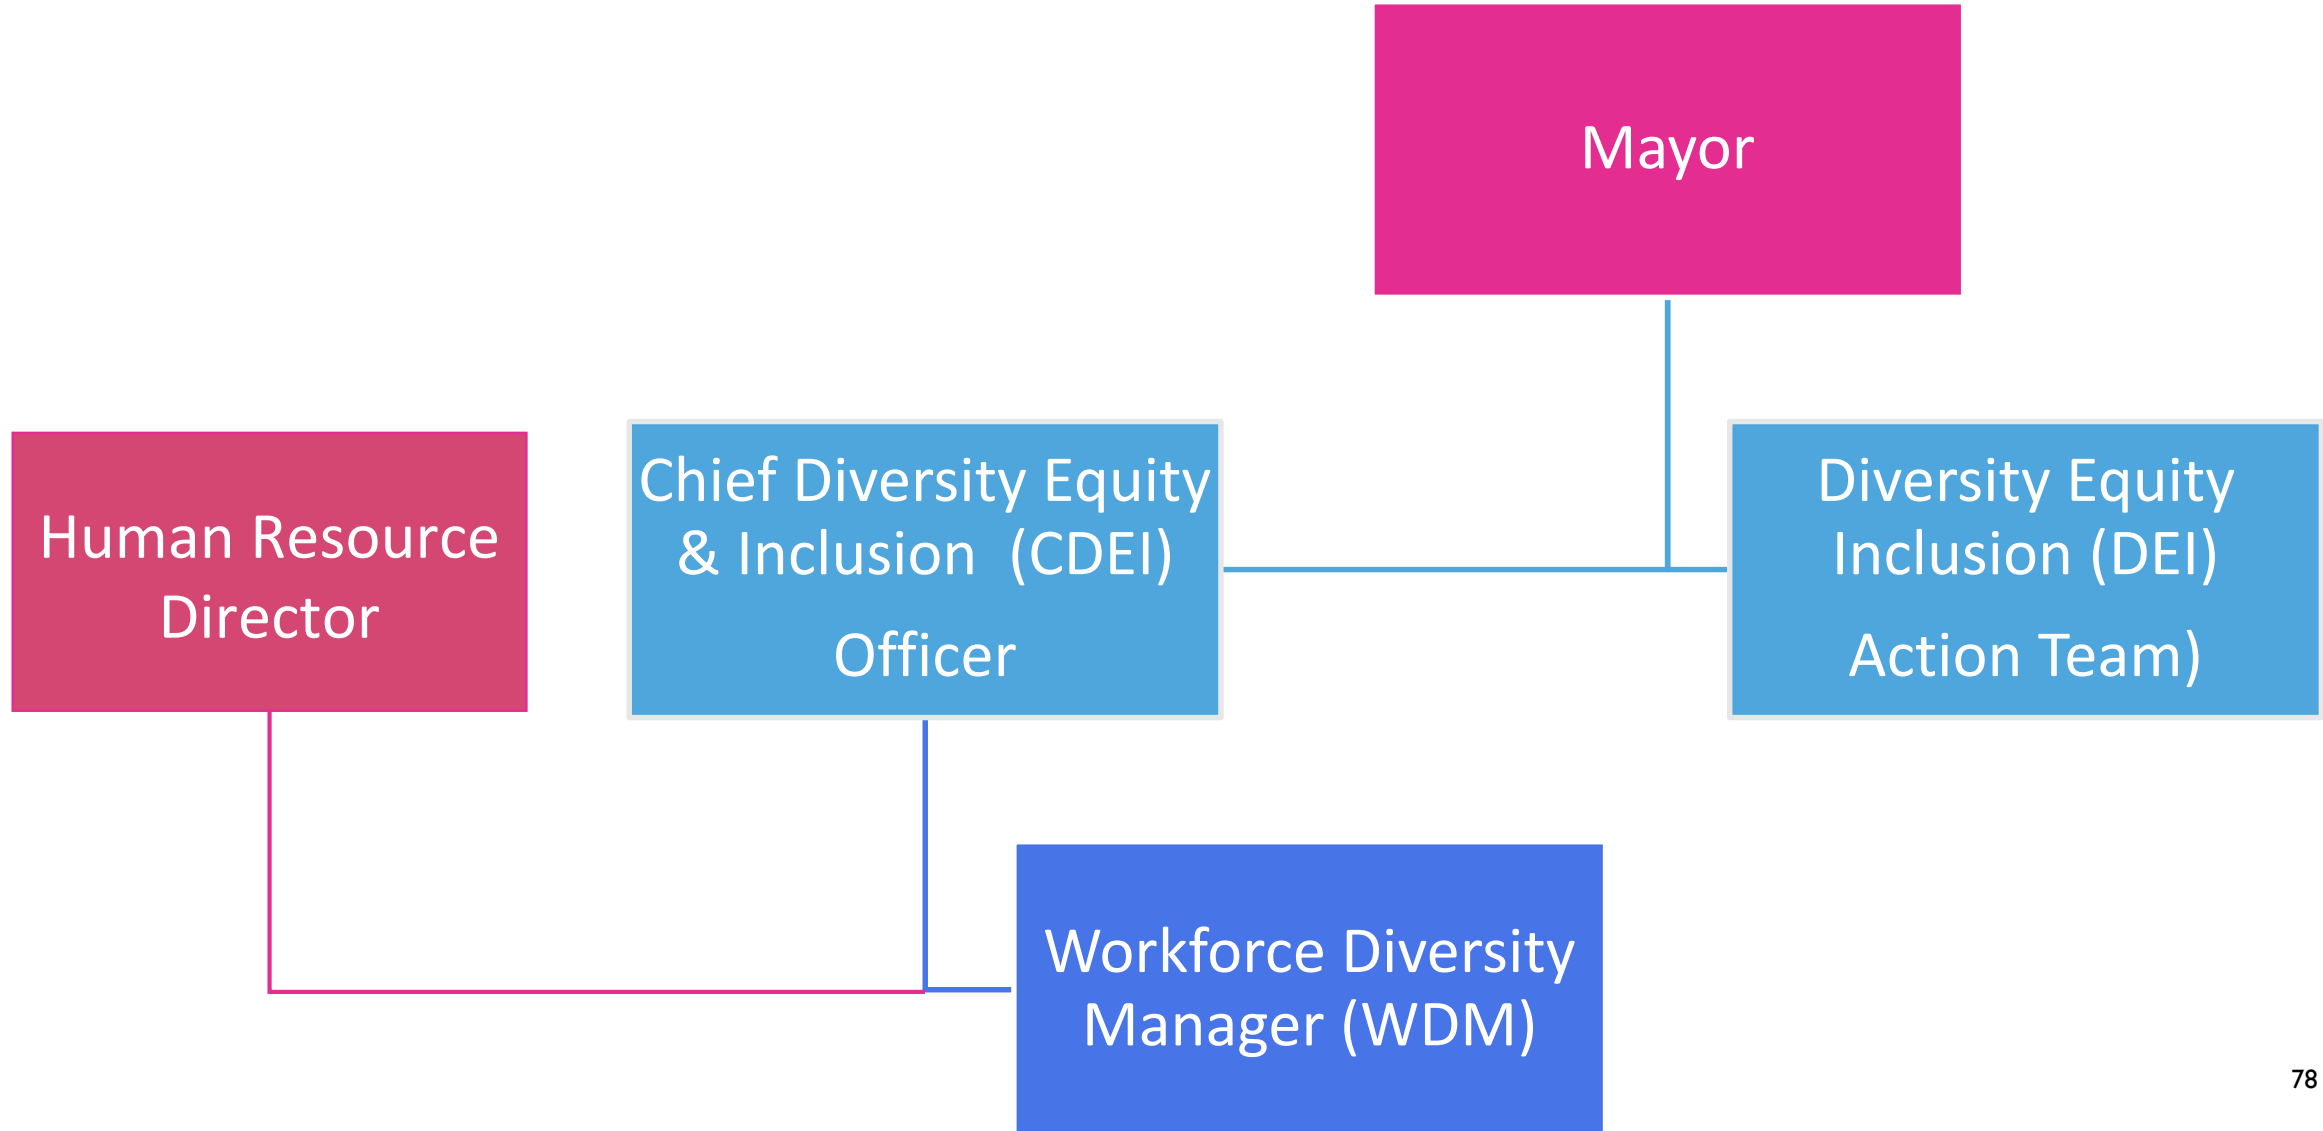 Mayor
Human Resource
Director
Chief Diversity Equity
& Inclusion  (CDEI)
Officer
Diversity Equity
Inclusion (DEI)
Action Team)
Workforce Diversity
Manager (WDM)
78